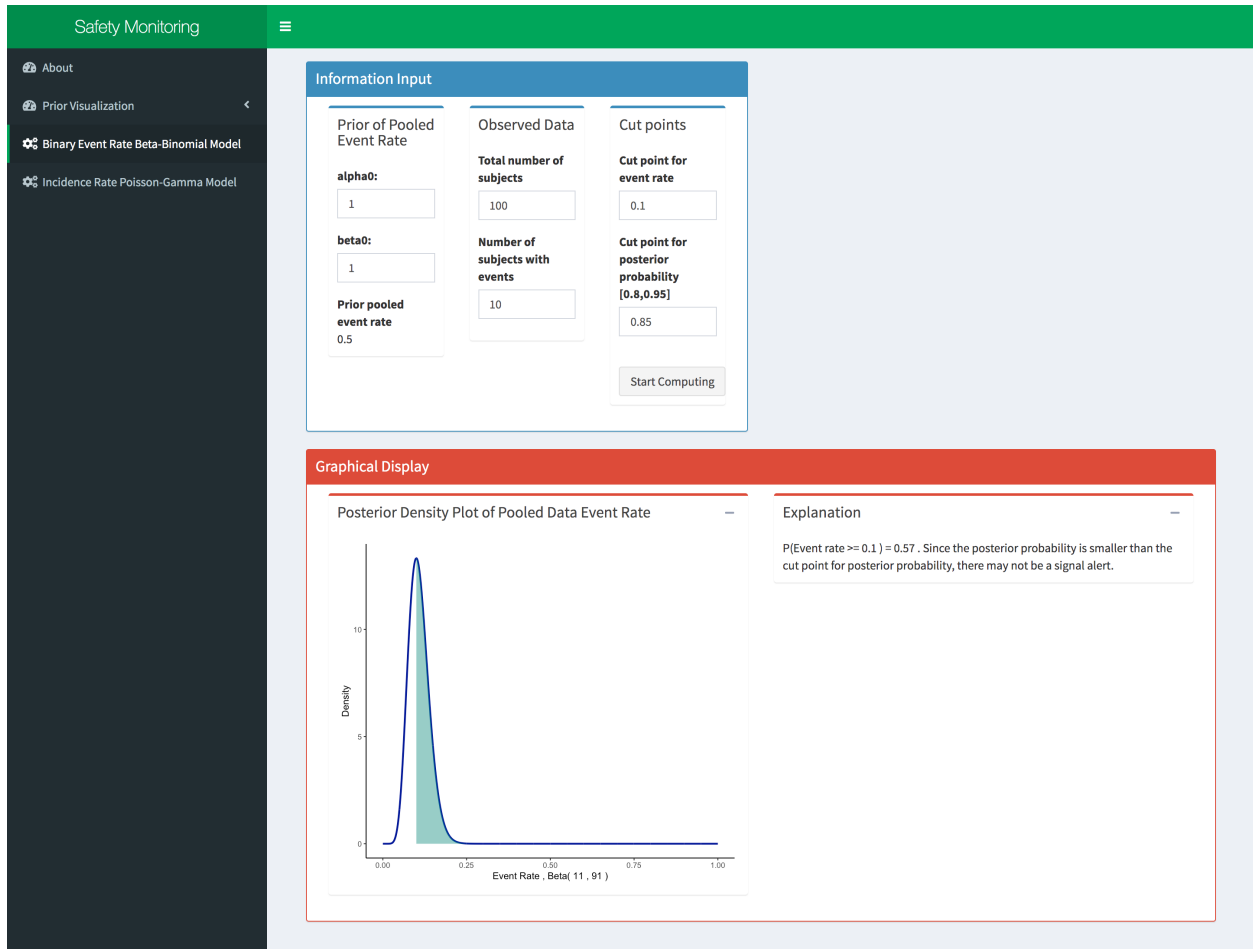 Safety Monitoring
About
Prior Visualization
Binary Event Rate Beta-Binomial Model
Incidence Rate Poisson-Gamma Model
Information Input
Prior of Pooled
Event Rate
alpha0:
1
beta0:
1
Prior pooled
event rate
0.5
Observed Data
Total number of
subjects
100
Number of
subjects with
events
10
Cut points
Cut point for
event rate
0.1
Cut point for
posterior
probability
[0.8,0.95]
0.85
Start Computing
Graphical Display
Posterior Density Plot of Pooled Data Event Rate
Density
10
5
0
0.00
0.25
0.50
0.75
1.00
Event Rate , Beta( 11 , 91 )
Explanation
P(Event rate >= 0.1 ) = 0.57 . Since the posterior probability is smaller than the
cut point for posterior probability, there may not be a signal alert.